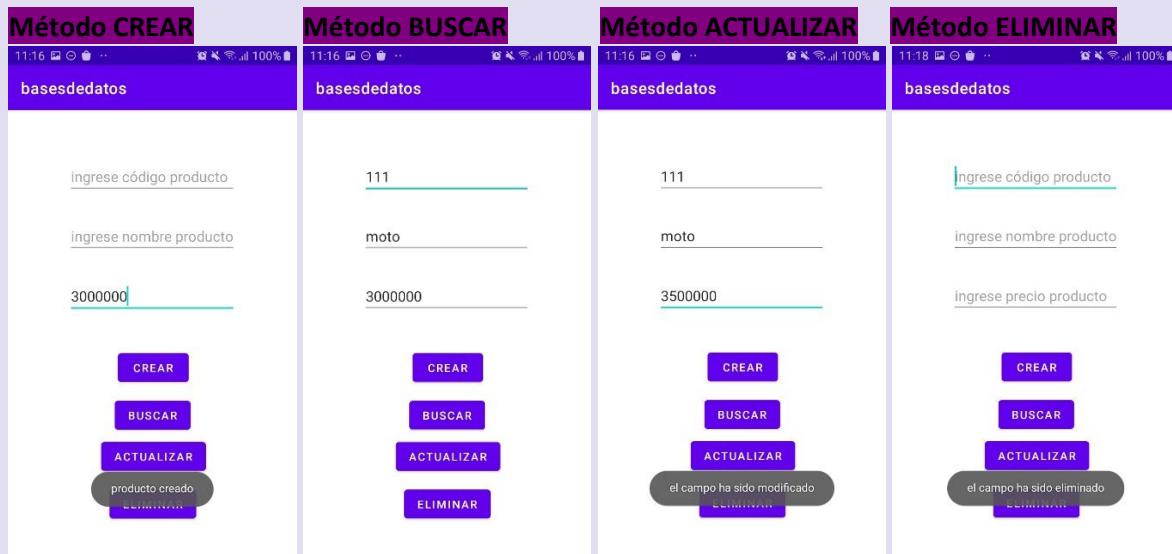 Método CREAR
11:16 100%
basesdedatos
ingrese código producto
ingrese nombre producto
3000000
CREAR
BUSCAR
ACTUALIZAR
producto creado
ELIMINAR
Método BUSCAR
11:16 100%
basesdedatos
111
moto
3000000
CREAR
BUSCAR
ACTUALIZAR
ELIMINAR
Método ACTUALIZAR
11:16 100%
basesdedatos
111
moto
3500000
CREAR
BUSCAR
ACTUALIZAR
el campo ha sido modificado
ELIMINAR
Método ELIMINAR
11:18 100%
basesdedatos
ingrese código producto
ingrese nombre producto
ingrese precio producto
CREAR
BUSCAR
ACTUALIZAR
el campo ha sido eliminado
ELIMINAR